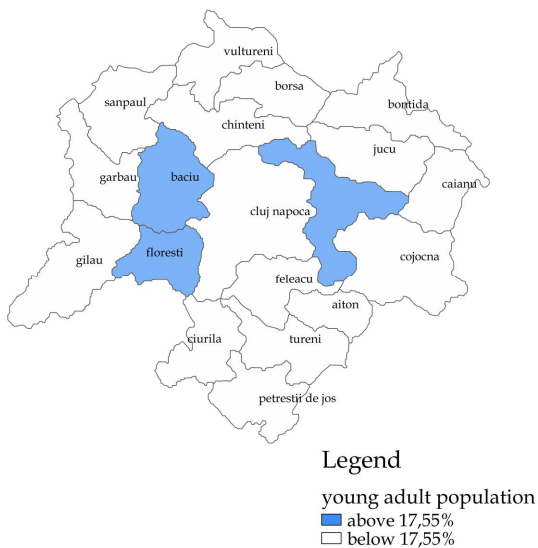 vultureni
borsa
sanpaul
bontida
chinteni
jucu
garbau
baciu
caianu
cluj napoca
floresti
gilau
cojocna
feleacu
aiton
ciurila
tureni
petrestii de jos
Legend
young adult population
above 17,55%
below 17,55%